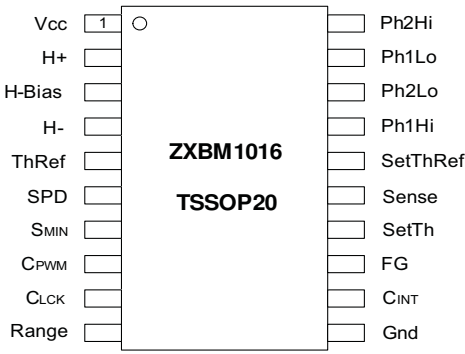 Vcc 1 Ph2Hi
H+ Ph1Lo
H-Bias Ph2Lo
H- Ph1Hi
ZXBM1016
ThRef SetThRef
SPD Sense
TSSOP20
SMIN SetTh
CPWM FG
CLCK CINT
Range Gnd